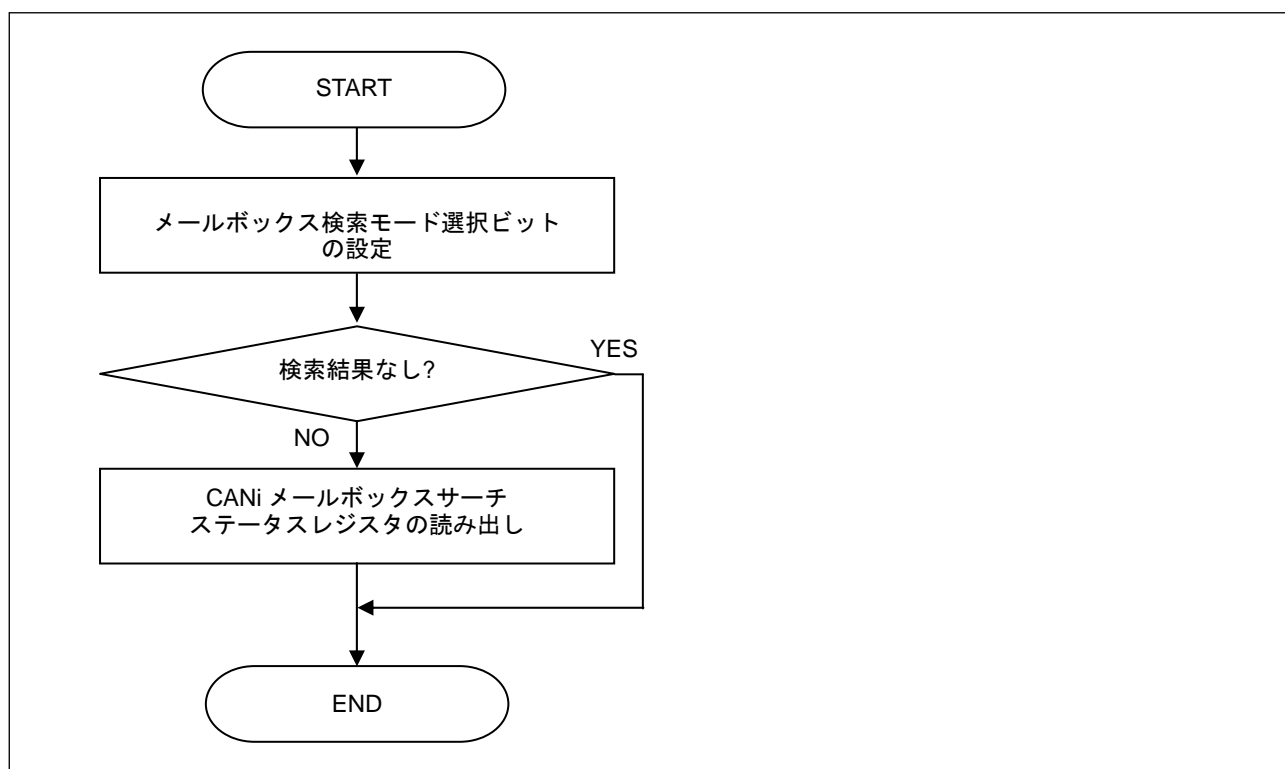 START
メールボックス検索モード選択ビット
の設定
検索結果なし?
YES
NO
CANi メールボックスサーチ
ステータスレジスタの読み出し
END